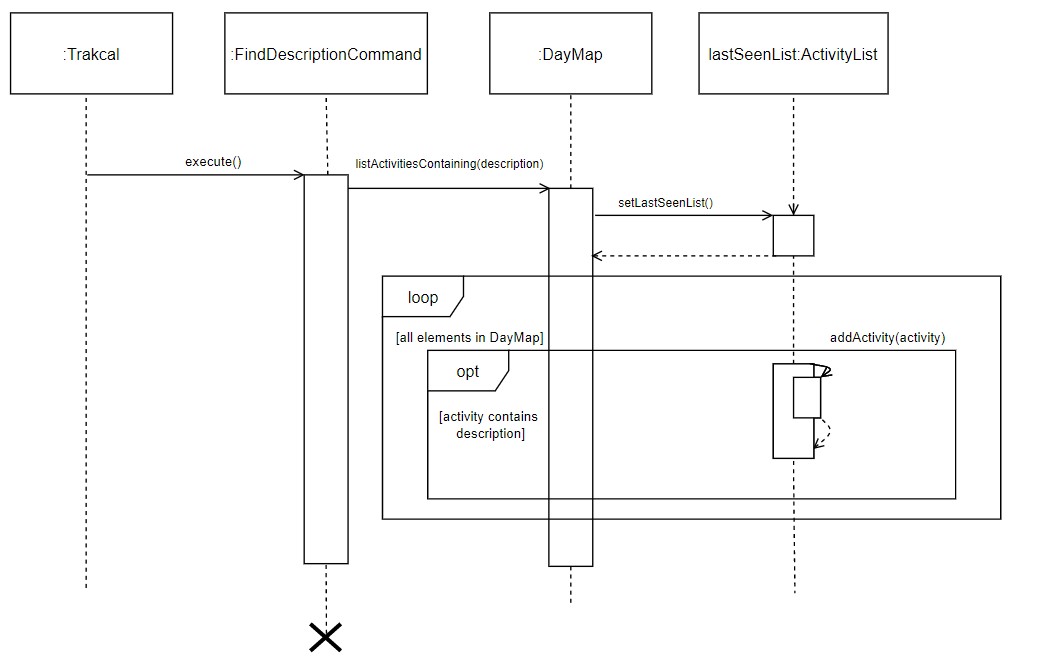 :Trakcal
:FindDescriptionCommand
:DayMap
lastSeenList:ActivityList
execute()
listActivitiesContaining(description)
setLastSeenList()
loop
[all elements in DayMap]
addActivity(activity)
opt
[activity contains
description]